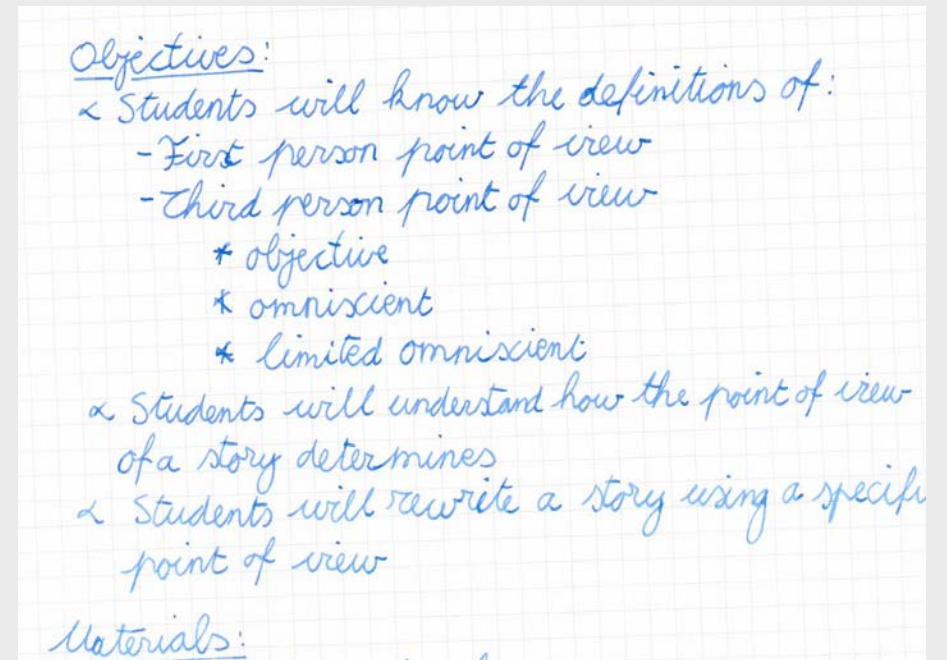 Objectives:
∝ Students will know the definitions of:
- First person point of view
- Third person point of view
* objective
* omniscient
* limited omniscient
∝ Students will understand how the point of view
of a story determines
∝ Students will rewrite a story using a specifi
point of view
Materials: